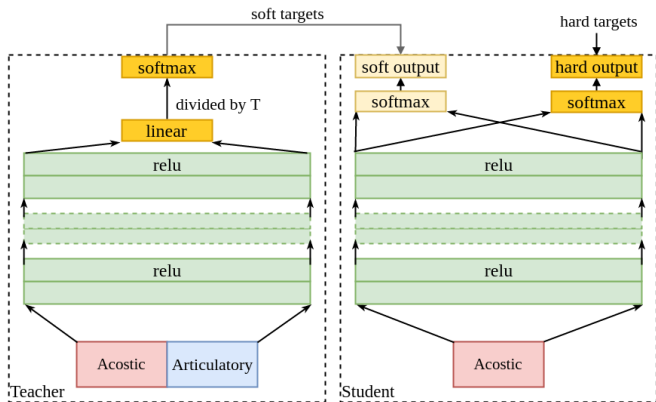 soft targets
hard targets
softmax
soft output
hard output
divided by T
softmax
softmax
linear
relu
relu
relu
relu
Acostic
Articulatory
Acostic
Teacher
Student